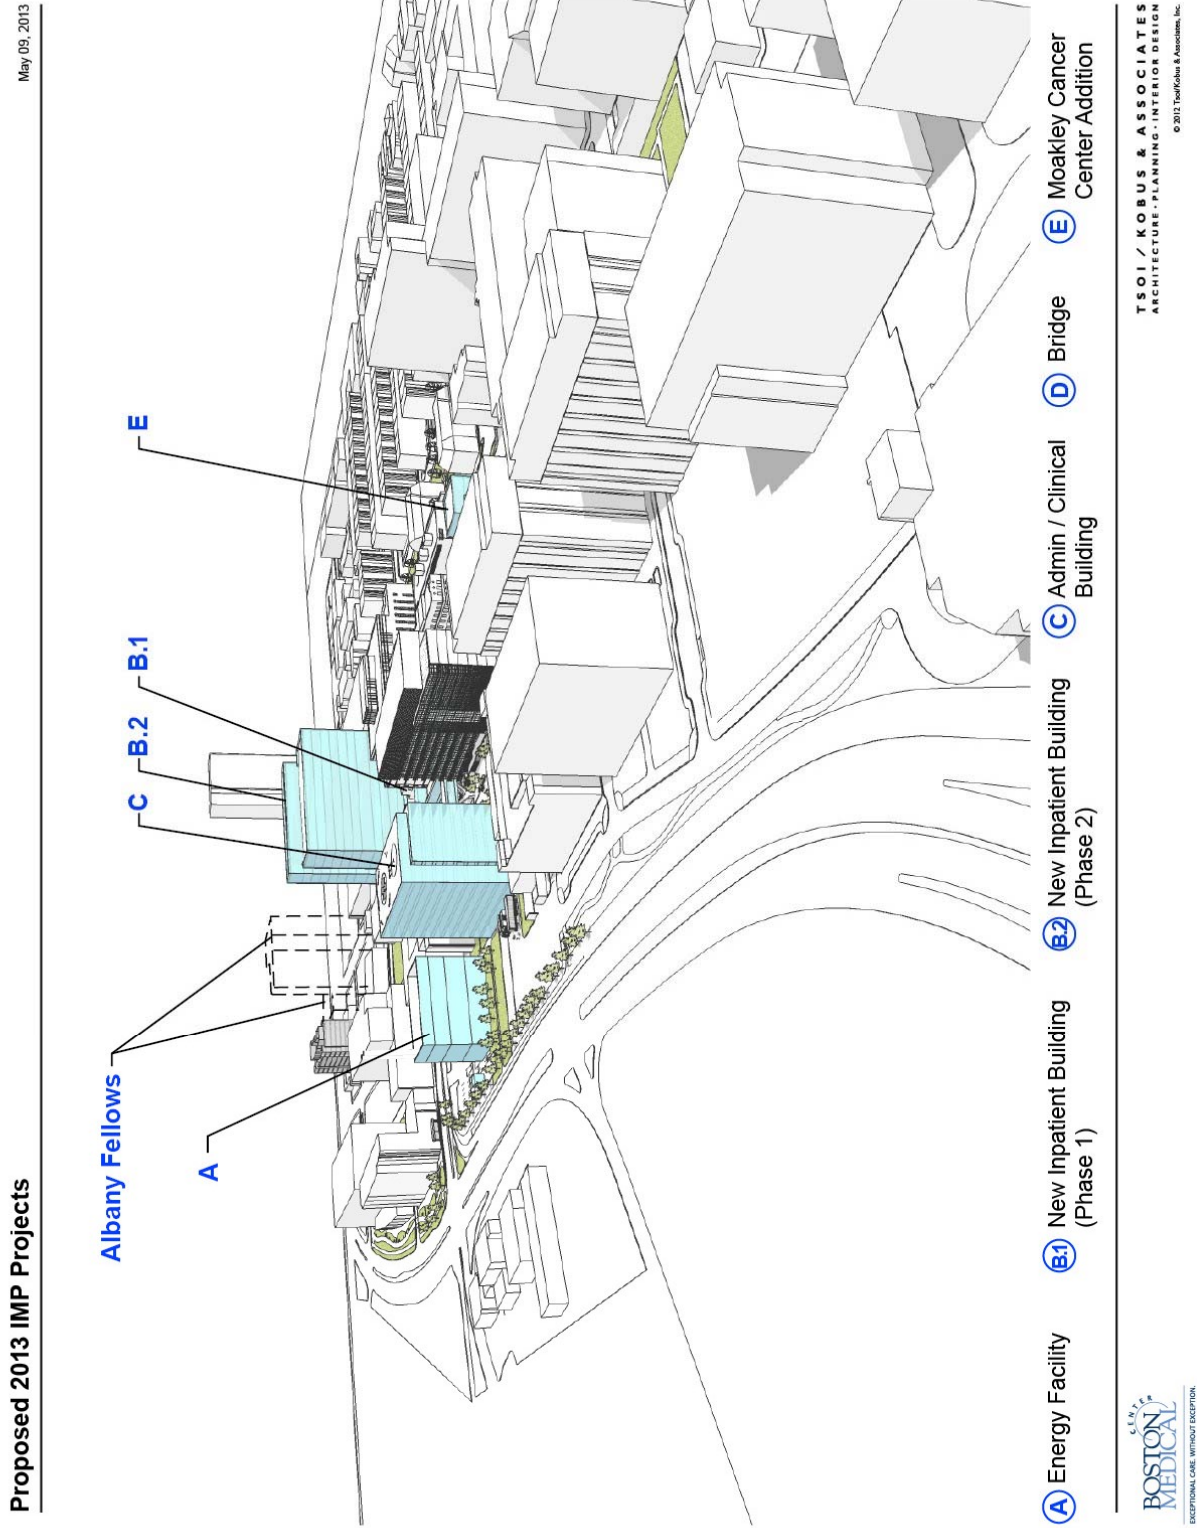 Proposed 2013 IMP Projects
May 09, 2013
Albany Fellows
A
C
B.2
B.1
E
A Energy Facility
B.1 New Inpatient Building
(Phase 1)
B.2 New Inpatient Building
(Phase 2)
C Admin / Clinical
Building
D Bridge
E Moakley Cancer
Center Addition
BOSTON
MEDICAL
CENTER
EXCEPTIONAL CARE. WITHOUT EXCEPTION.
TSOI / KOBUS & ASSOCIATES
ARCHITECTURE • PLANNING • INTERIOR DESIGN
© 2012 Tsoi/Kobus & Associates, Inc.